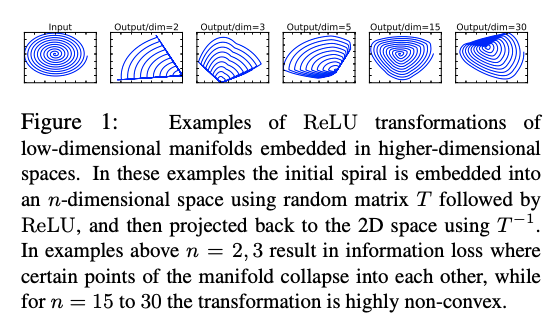 Input Output/dim=2 Output/dim=3 Output/dim=5 Output/dim=15 Output/dim=30
Figure 1: Examples of ReLU transformations of
low-dimensional manifolds embedded in higher-dimensional
spaces. In these examples the initial spiral is embedded into
an n-dimensional space using random matrix T followed by
ReLU, and then projected back to the 2D space using T⁻¹.
In examples above n = 2, 3 result in information loss where
certain points of the manifold collapse into each other, while
for n = 15 to 30 the transformation is highly non-convex.